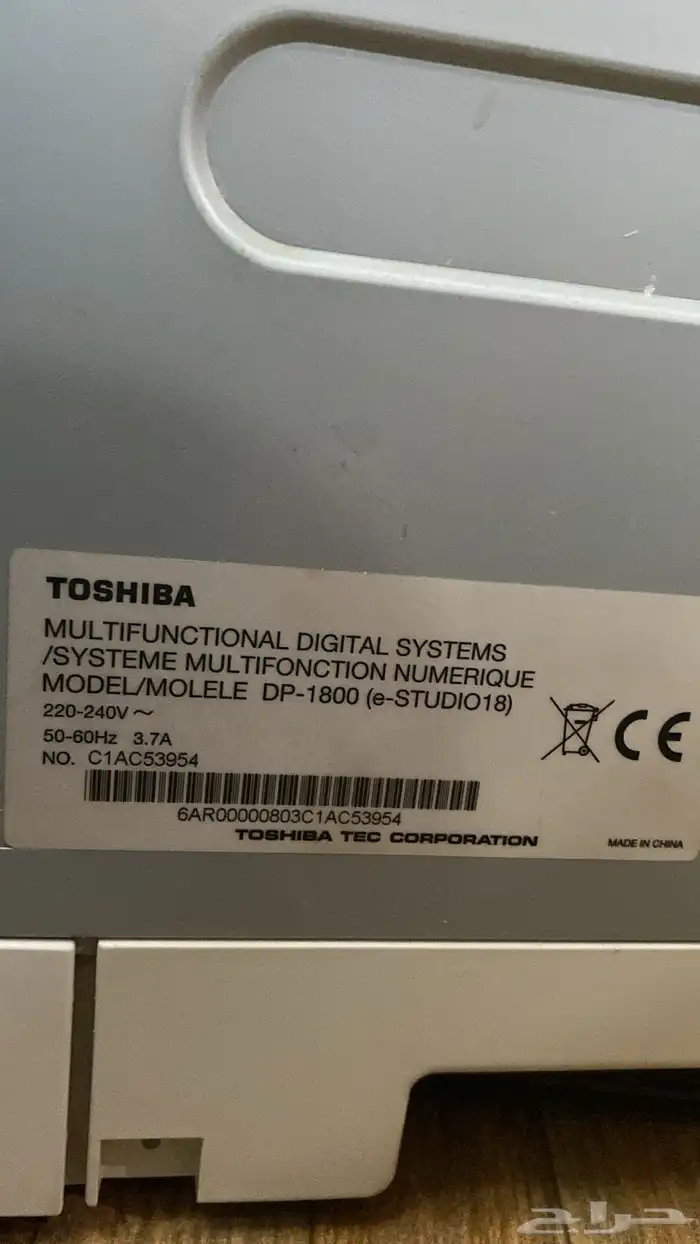 TOSHIBA
MULTIFUNCTIONAL DIGITAL SYSTEMS
/SYSTEME MULTIFONCTION NUMERIQUE
MODEL/MOLELE DP-1800 (e-STUDIO18)
220-240V ~
50-60Hz 3.7A
NO. C1AC53954
CE
6AR00000803C1AC53954
TOSHIBA TEC CORPORATION
MADE IN CHINA
حراج